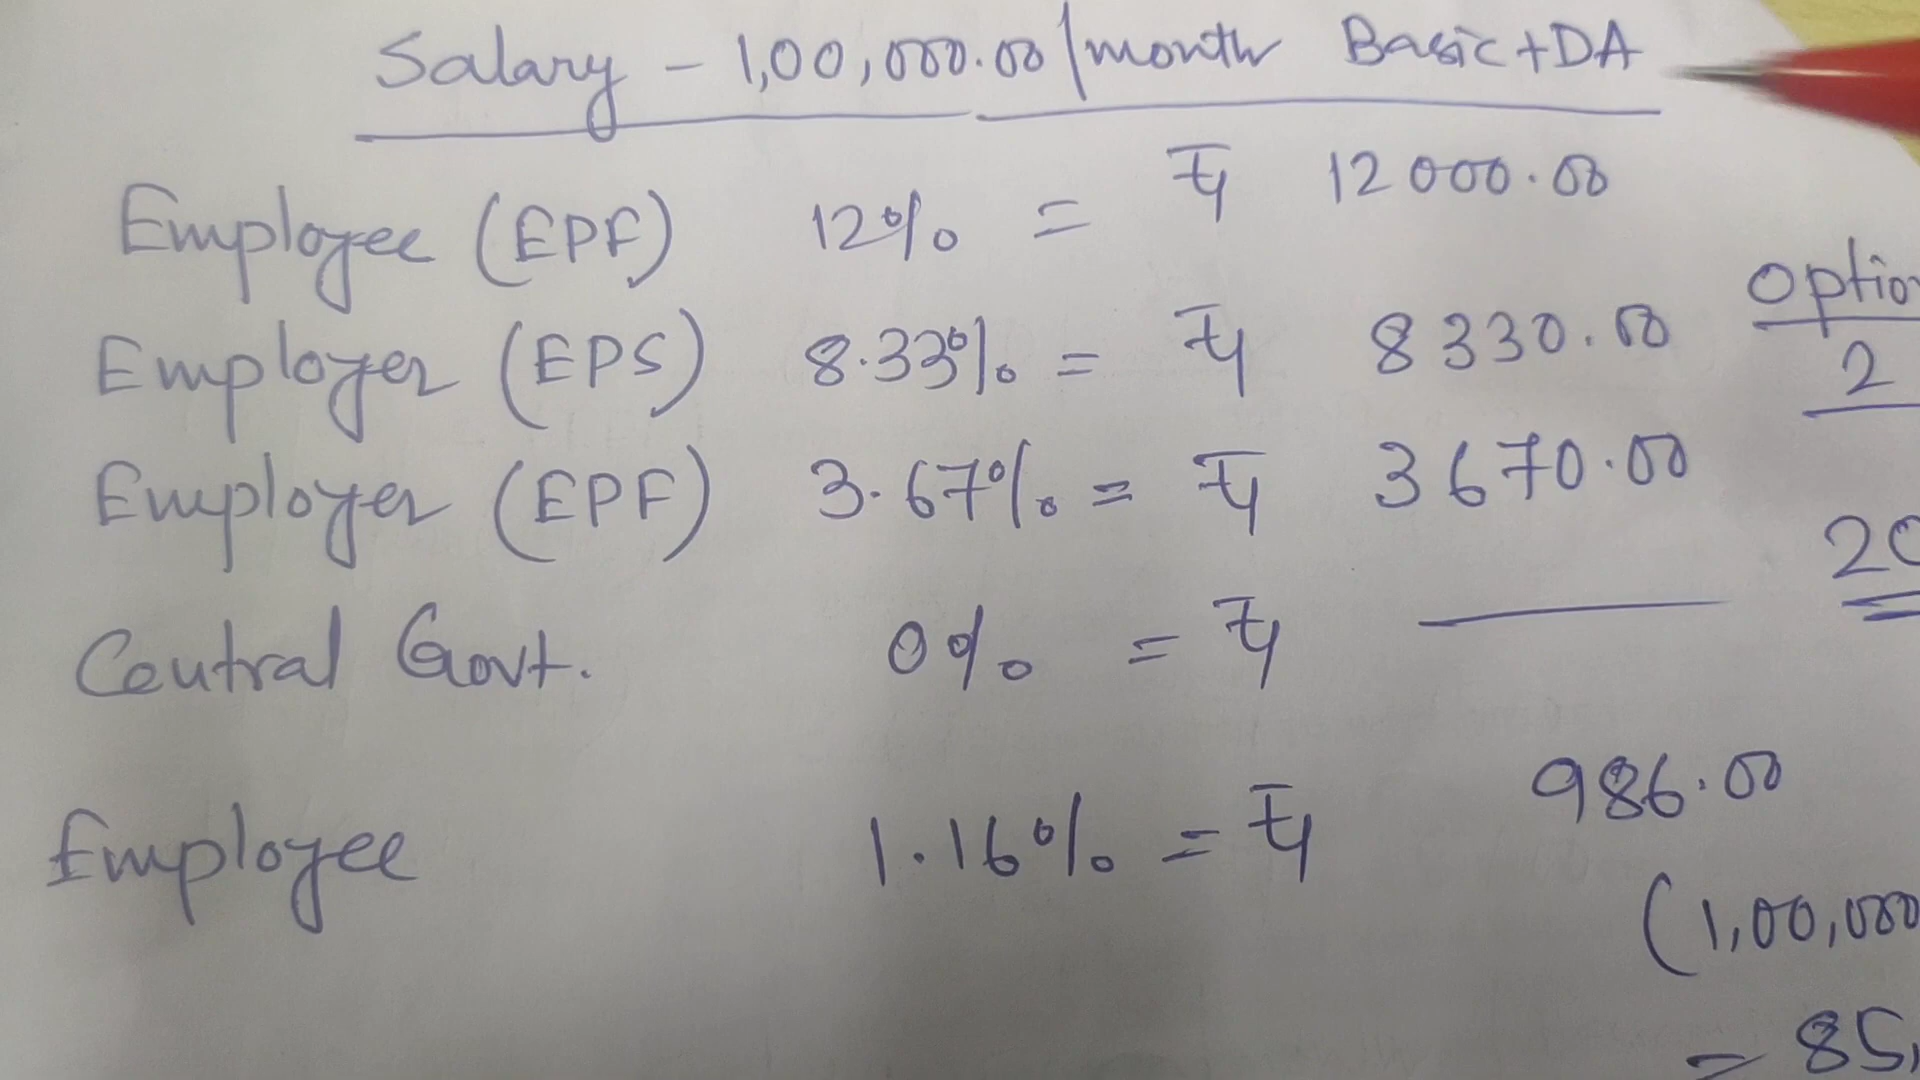 Salary - 1,00,000.00/month Basic+DA
Employee (EPF) 12% = ₹ 12000.00
Employer (EPS) 8.33% = ₹ 8330.00
Employer (EPF) 3.67% = ₹ 3670.00
Central Govt. 0% = ₹ —
Employee 1.16% = ₹ 986.00
(1,00,000
= 85,
Option
2
20